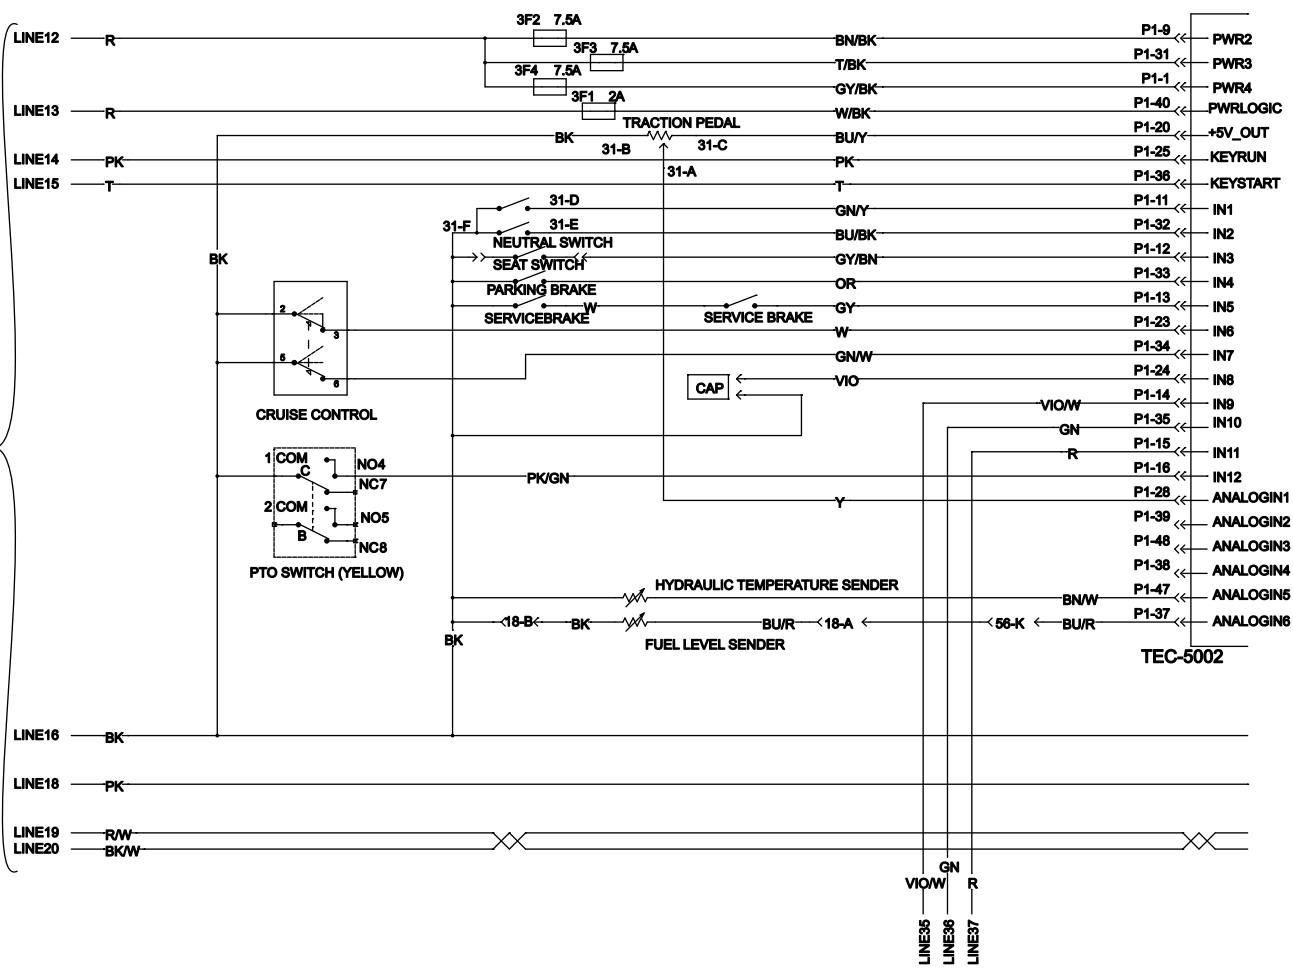 3F2 7.5A
LINE12 R BN/BK P1-9 PWR2
3F3 7.5A
T/BK P1-31 PWR3
3F4 7.5A
GY/BK P1-1 PWR4
3F1 2A
LINE13 R W/BK P1-40 PWRLOGIC
TRACTION PEDAL
BK BU/Y P1-20 +5V_OUT
31-B 31-C
LINE14 PK PK P1-25 KEYRUN
31-A
LINE15 T T P1-36 KEYSTART
31-D
GN/Y P1-11 IN1
31-F 31-E
BU/BK P1-32 IN2
NEUTRAL SWITCH
BK GY/BN P1-12 IN3
SEAT SWITCH
OR P1-33 IN4
PARKING BRAKE
W GY P1-13 IN5
SERVICEBRAKE SERVICE BRAKE
2
3 W P1-23 IN6
5
GN/W P1-34 IN7
6 CAP VIO P1-24 IN8
CRUISE CONTROL
VIO/W P1-14 IN9
GN P1-35 IN10
R P1-15 IN11
1 COM NO4
C PK/GN P1-16 IN12
NC7
2 COM Y P1-28 ANALOGIN1
NO5 P1-39 ANALOGIN2
B
NC8 P1-48 ANALOGIN3
PTO SWITCH (YELLOW) P1-38 ANALOGIN4
HYDRAULIC TEMPERATURE SENDER
BN/W P1-47 ANALOGIN5
18-B BK BU/R 18-A 56-K BU/R P1-37 ANALOGIN6
BK FUEL LEVEL SENDER
TEC-5002
LINE16 BK
LINE18 PK
LINE19 R/W
LINE20 BK/W
GN
VIO/W R
LINE35
LINE36
LINE37